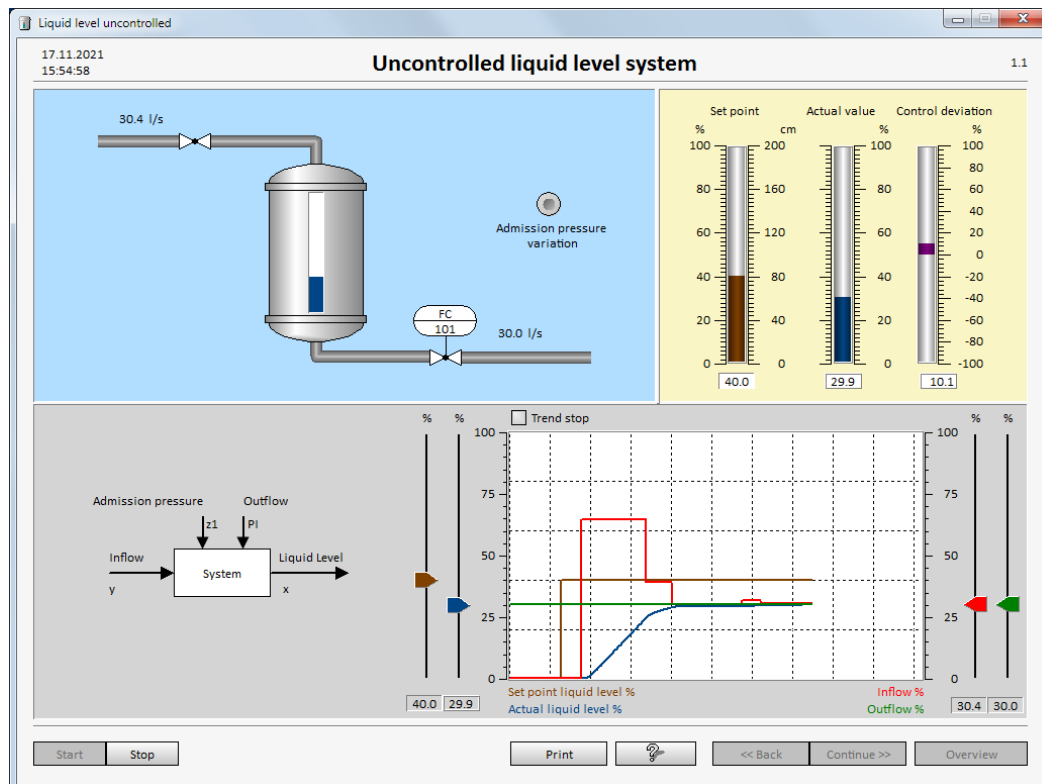 Liquid level uncontrolled
17.11.2021
15:54:58
Uncontrolled liquid level system
1.1
30.4 l/s
Admission pressure
variation
FC
101
30.0 l/s
Set point
Actual value
Control deviation
% cm % %
100 200 100 100
80
80 160 60
40
60 120 60 20
0
40 80 -20
-40
20 40 20 -60
-80
0 0 0 -100
40.0 29.9 10.1
Admission pressure
Outflow
z1
PI
Inflow
System
Liquid Level
y
x
% %
Trend stop
% %
100 100
75 75
50 50
25 25
0 0
40.0 29.9
Set point liquid level %
Actual liquid level %
Inflow %
Outflow %
30.4 30.0
Start
Stop
Print
?
<< Back
Continue >>
Overview